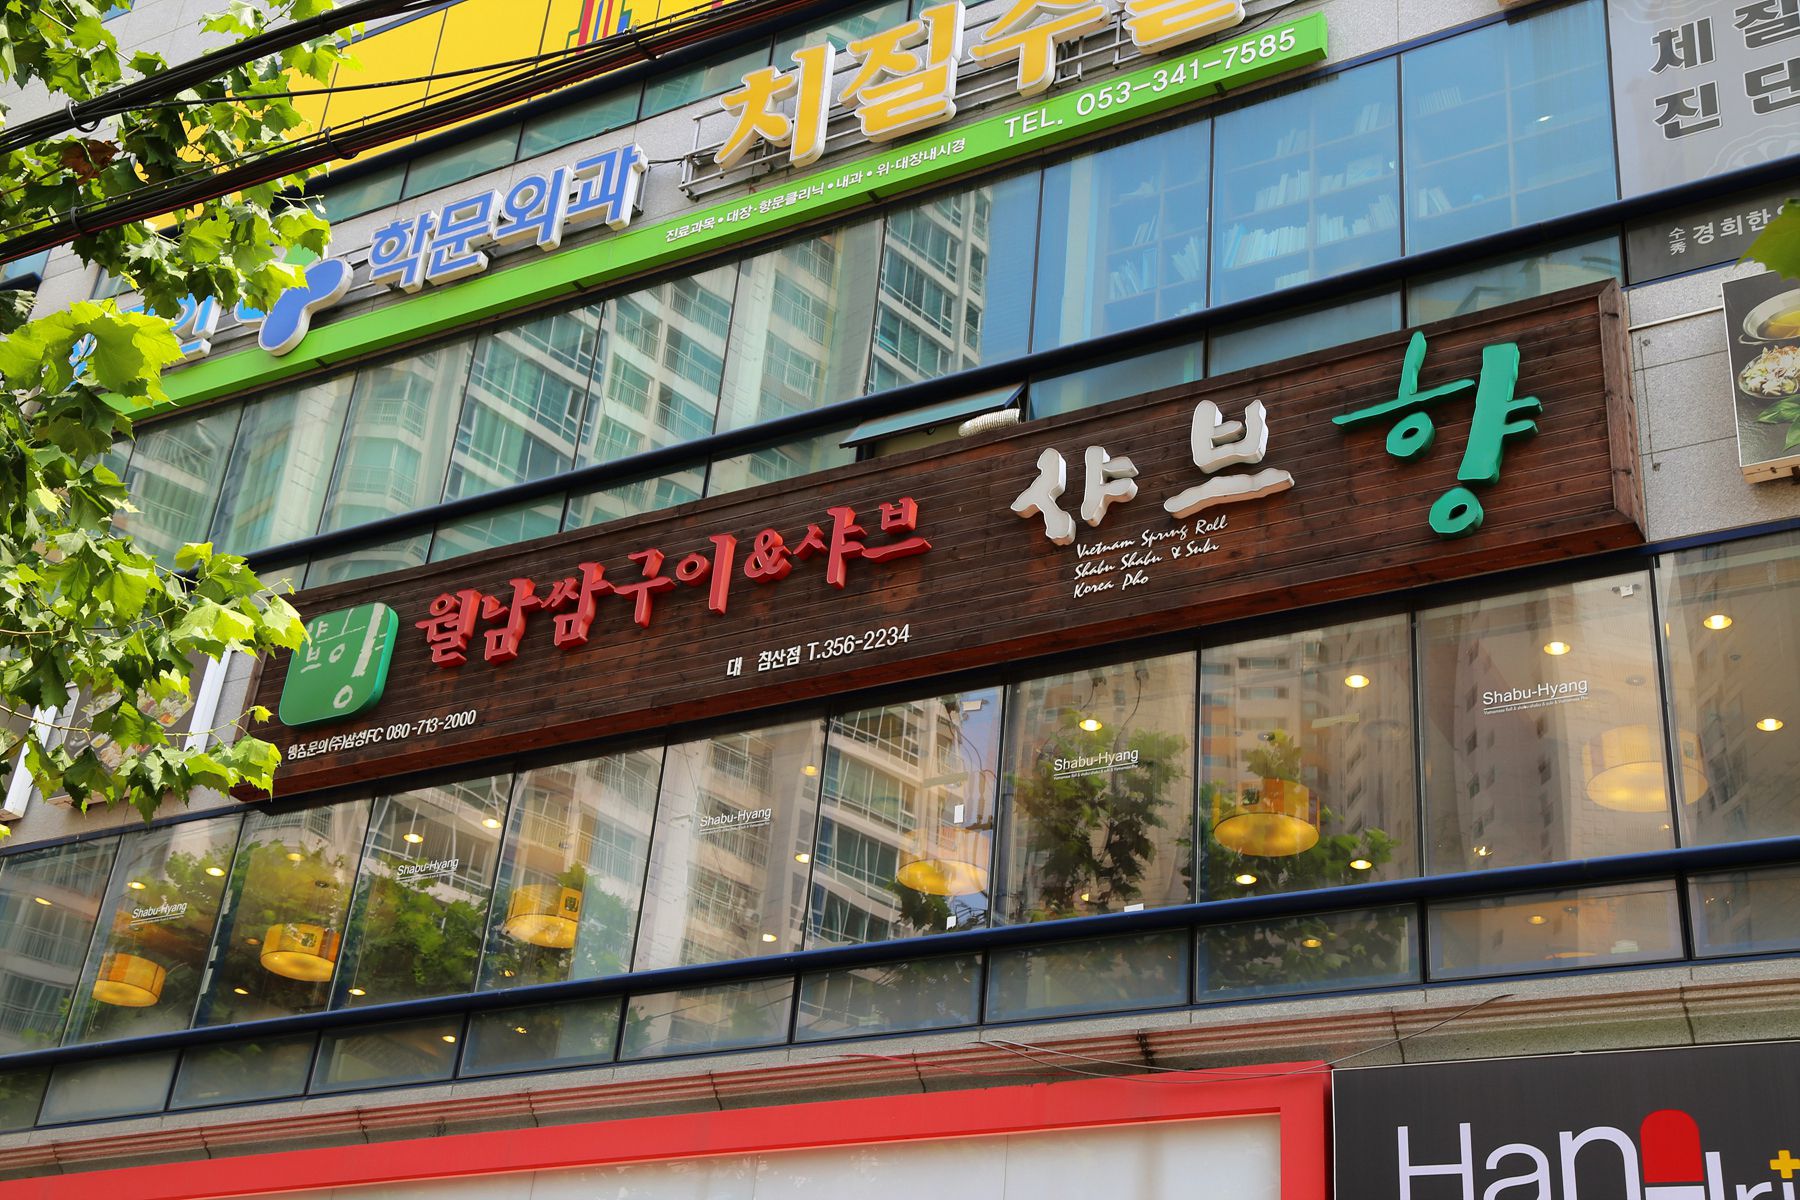 치질수술
TEL. 053-341-7585
학문외과
진료과목•대장·항문클리닉•내과•위·대장내시경
체질
진단
경희한
샤브향
Vietnam Spring Roll
Shabu Shabu & Suki
Korea Pho
월남쌈구이&샤브
대 침산점 T.356-2234
샤브향
맹점문의(주)삼성FC 080-713-2000
Shabu-Hyang
Shabu-Hyang
Shabu-Hyang
Shabu-Hyang
Shabu-Hyang
Han